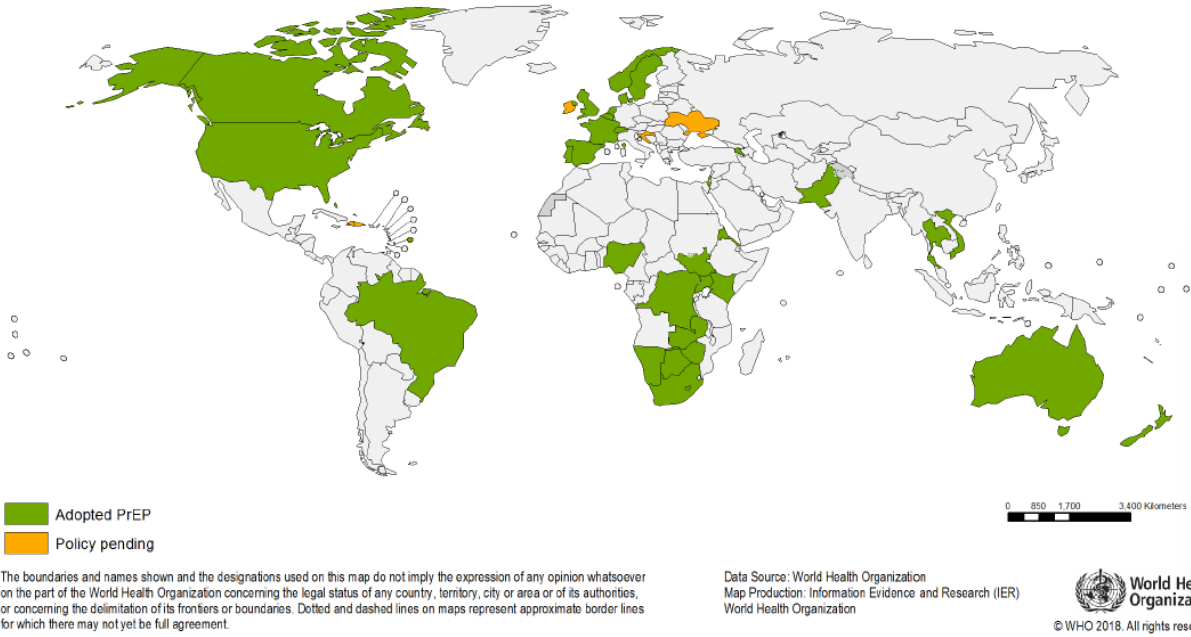 Adopted PrEP
Policy pending
0 850 1,700 3,400 Kilometers
The boundaries and names shown and the designations used on this map do not imply the expression of any opinion whatsoever
on the part of the World Health Organization concerning the legal status of any country, territory, city or area or of its authorities,
or concerning the delimitation of its frontiers or boundaries. Dotted and dashed lines on maps represent approximate border lines
for which there may not yet be full agreement.
Data Source: World Health Organization
Map Production: Information Evidence and Research (IER)
World Health Organization
World He
Organiza
© WHO 2018. All rights rese